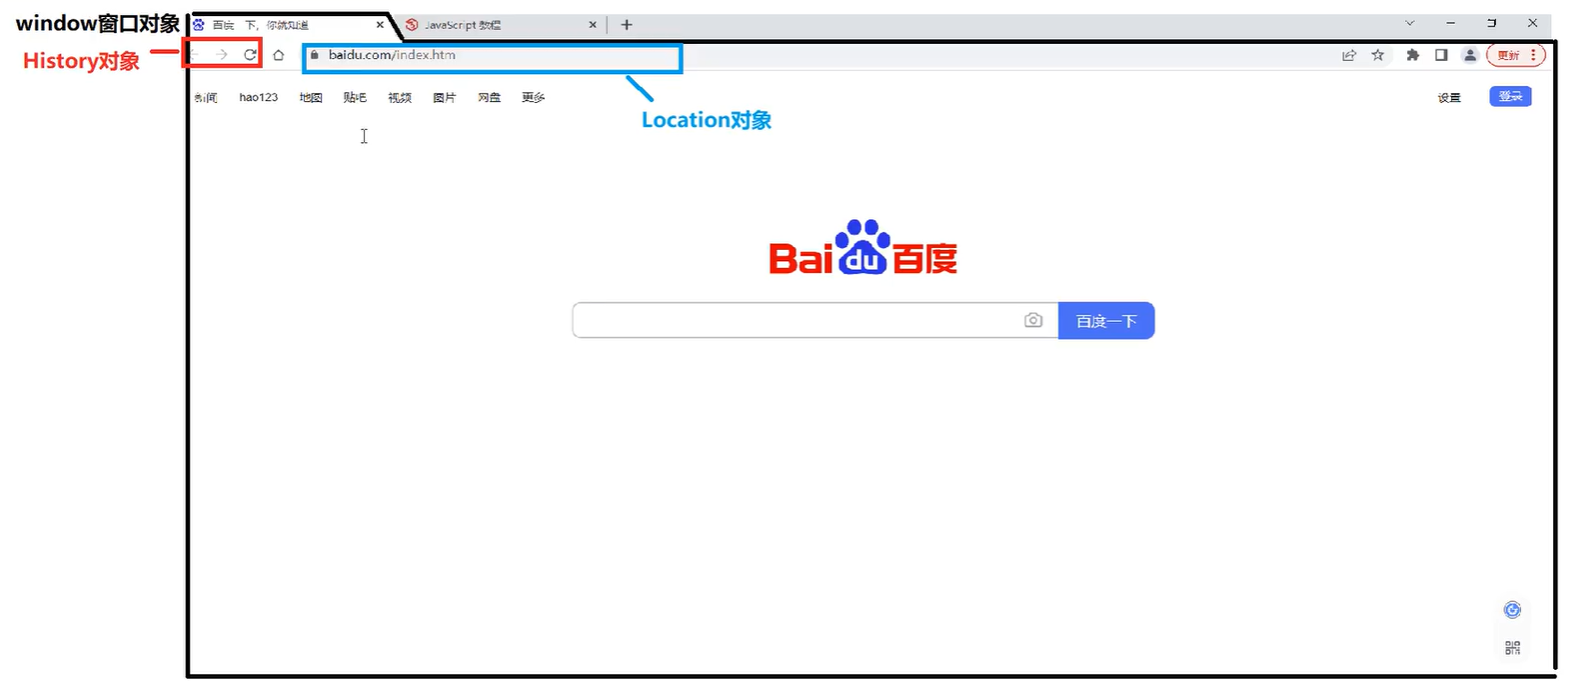 window窗口对象
百度一下，你就知道
JavaScript 教程
History对象
baidu.com/index.htm
更新
新闻 hao123 地图 贴吧 视频 图片 网盘 更多
设置 登录
Location对象
Bai du 百度
百度一下